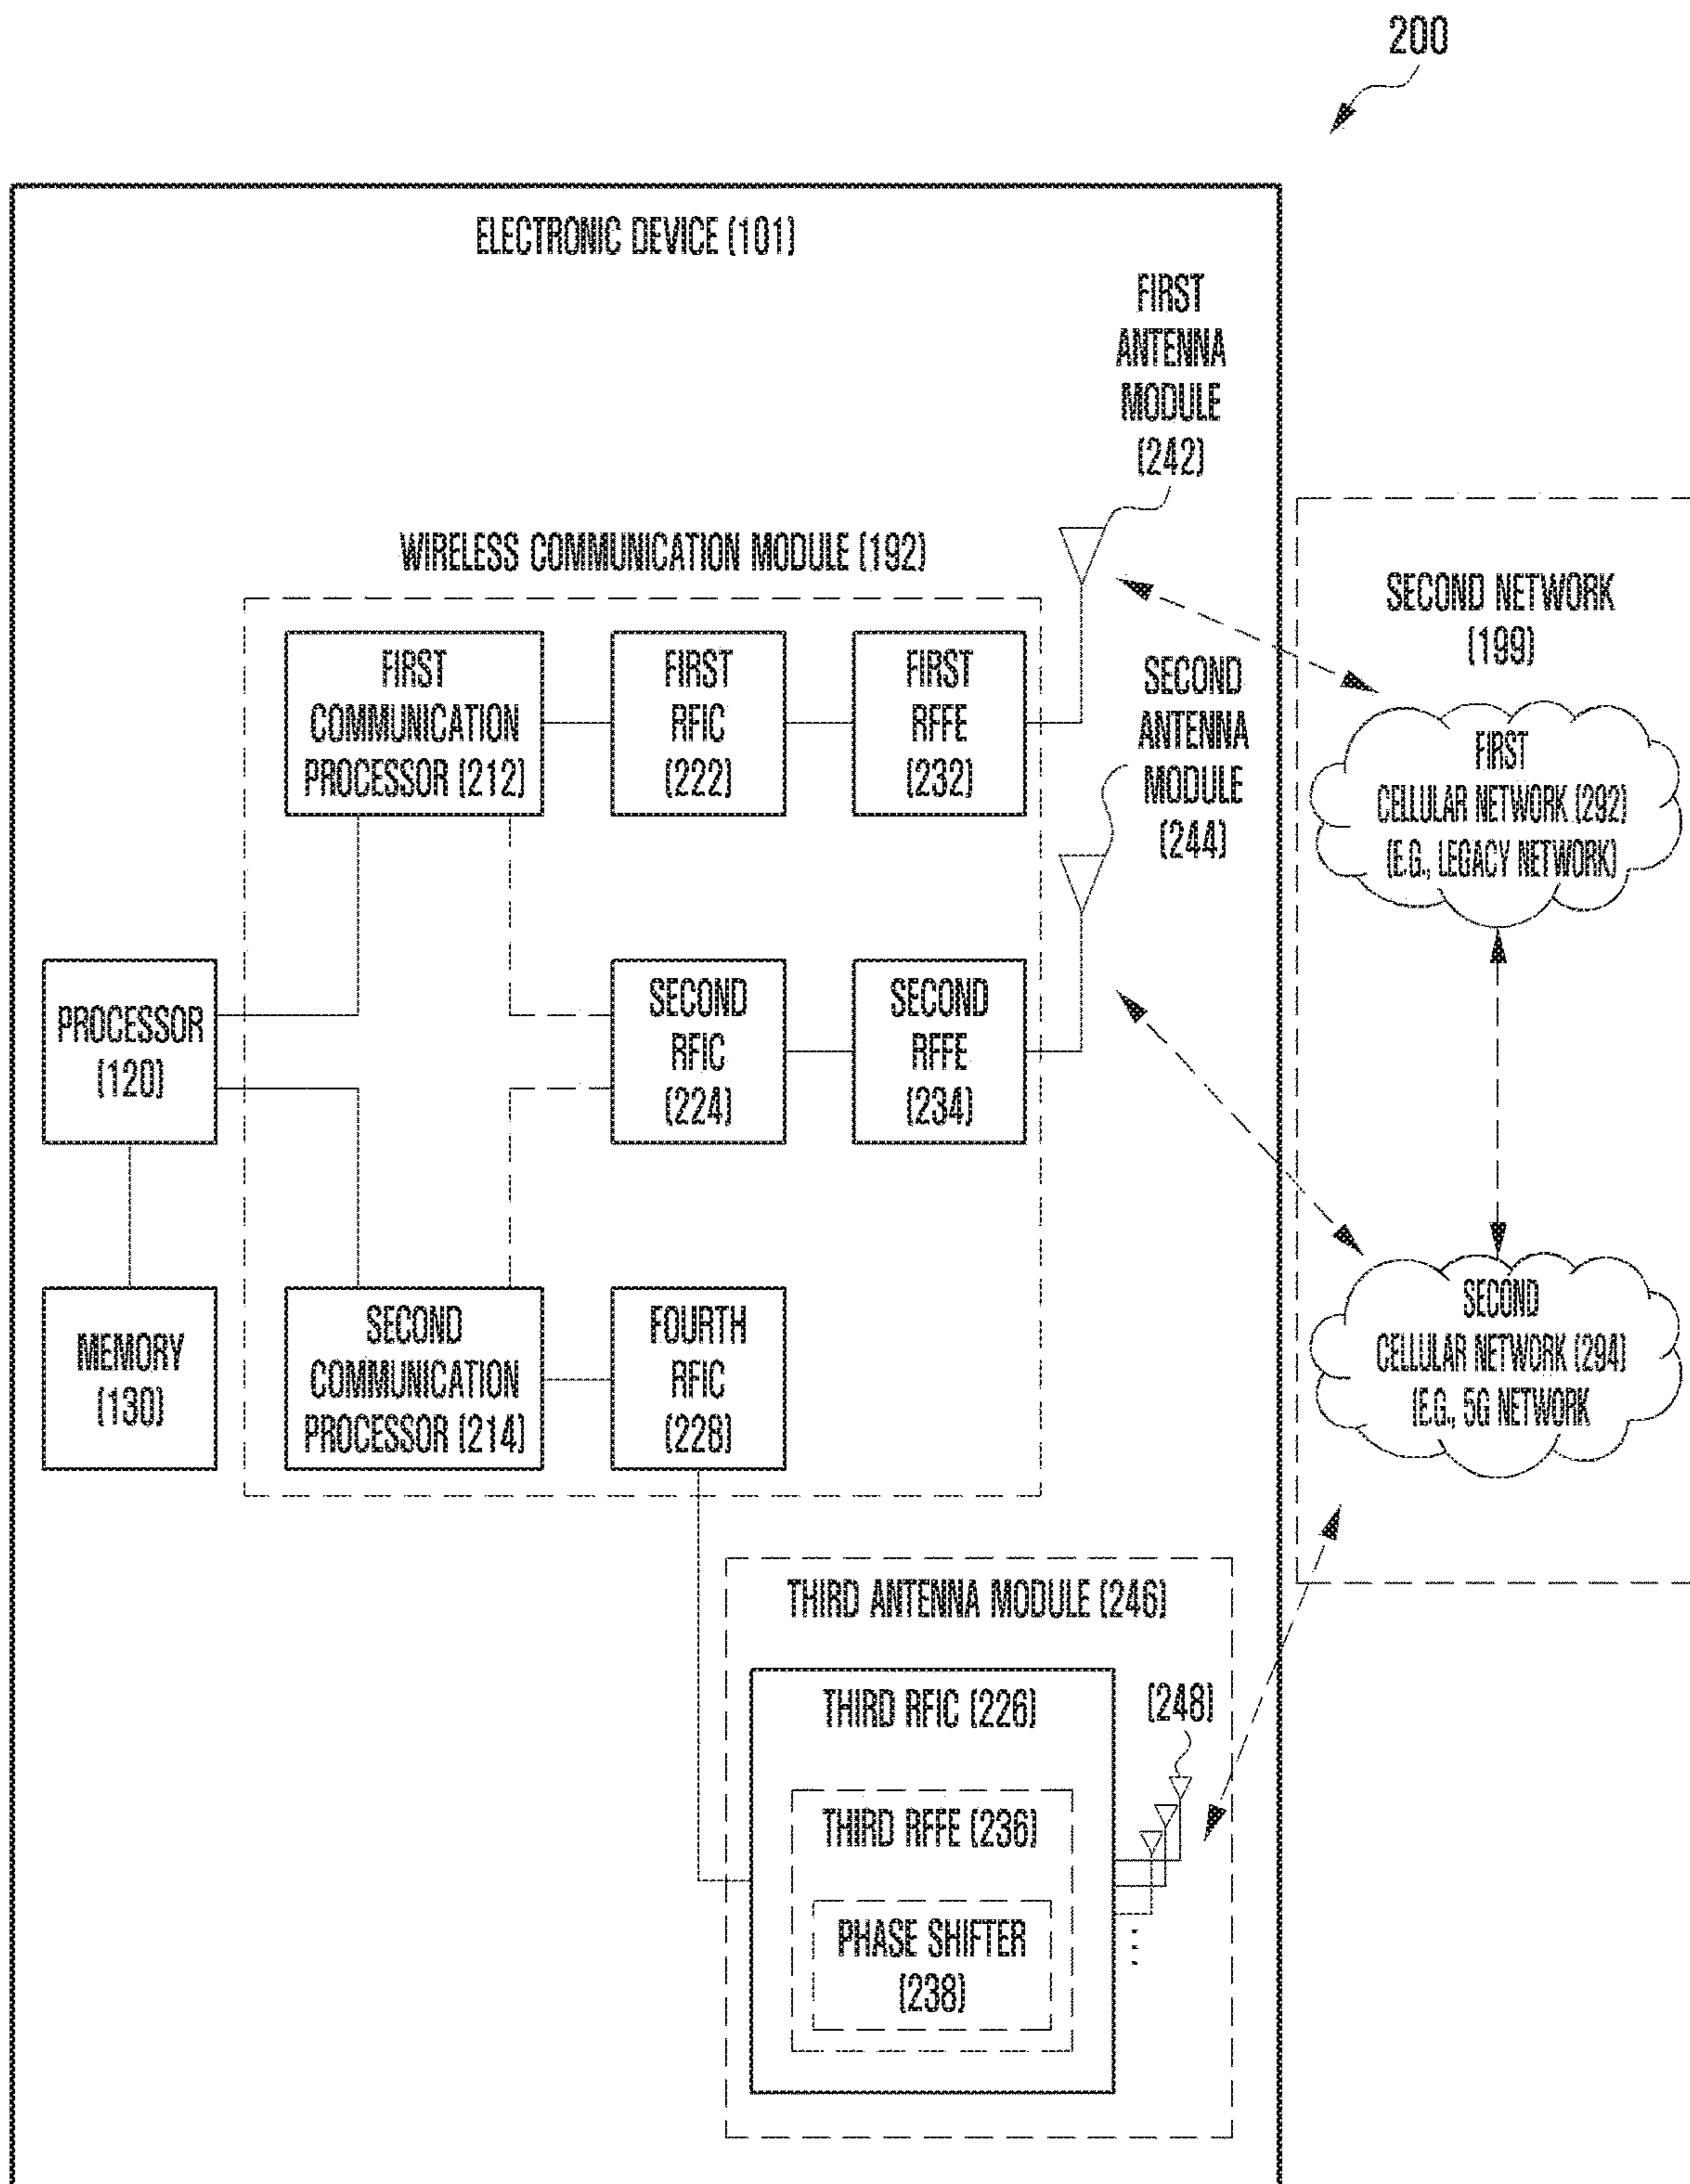 200
ELECTRONIC DEVICE (101)
FIRST
ANTENNA
MODULE
(242)
WIRELESS COMMUNICATION MODULE (192)
FIRST
COMMUNICATION
PROCESSOR (212)
FIRST
RFIC
(222)
FIRST
RFFE
(232)
SECOND
ANTENNA
MODULE
(244)
SECOND NETWORK
(199)
FIRST
CELLULAR NETWORK (292)
(E.G., LEGACY NETWORK)
PROCESSOR
(120)
SECOND
RFIC
(224)
SECOND
RFFE
(234)
MEMORY
(130)
SECOND
COMMUNICATION
PROCESSOR (214)
FOURTH
RFIC
(228)
SECOND
CELLULAR NETWORK (294)
(E.G., 5G NETWORK
THIRD ANTENNA MODULE (246)
THIRD RFIC (226)
(248)
THIRD RFFE (236)
PHASE SHIFTER
(238)